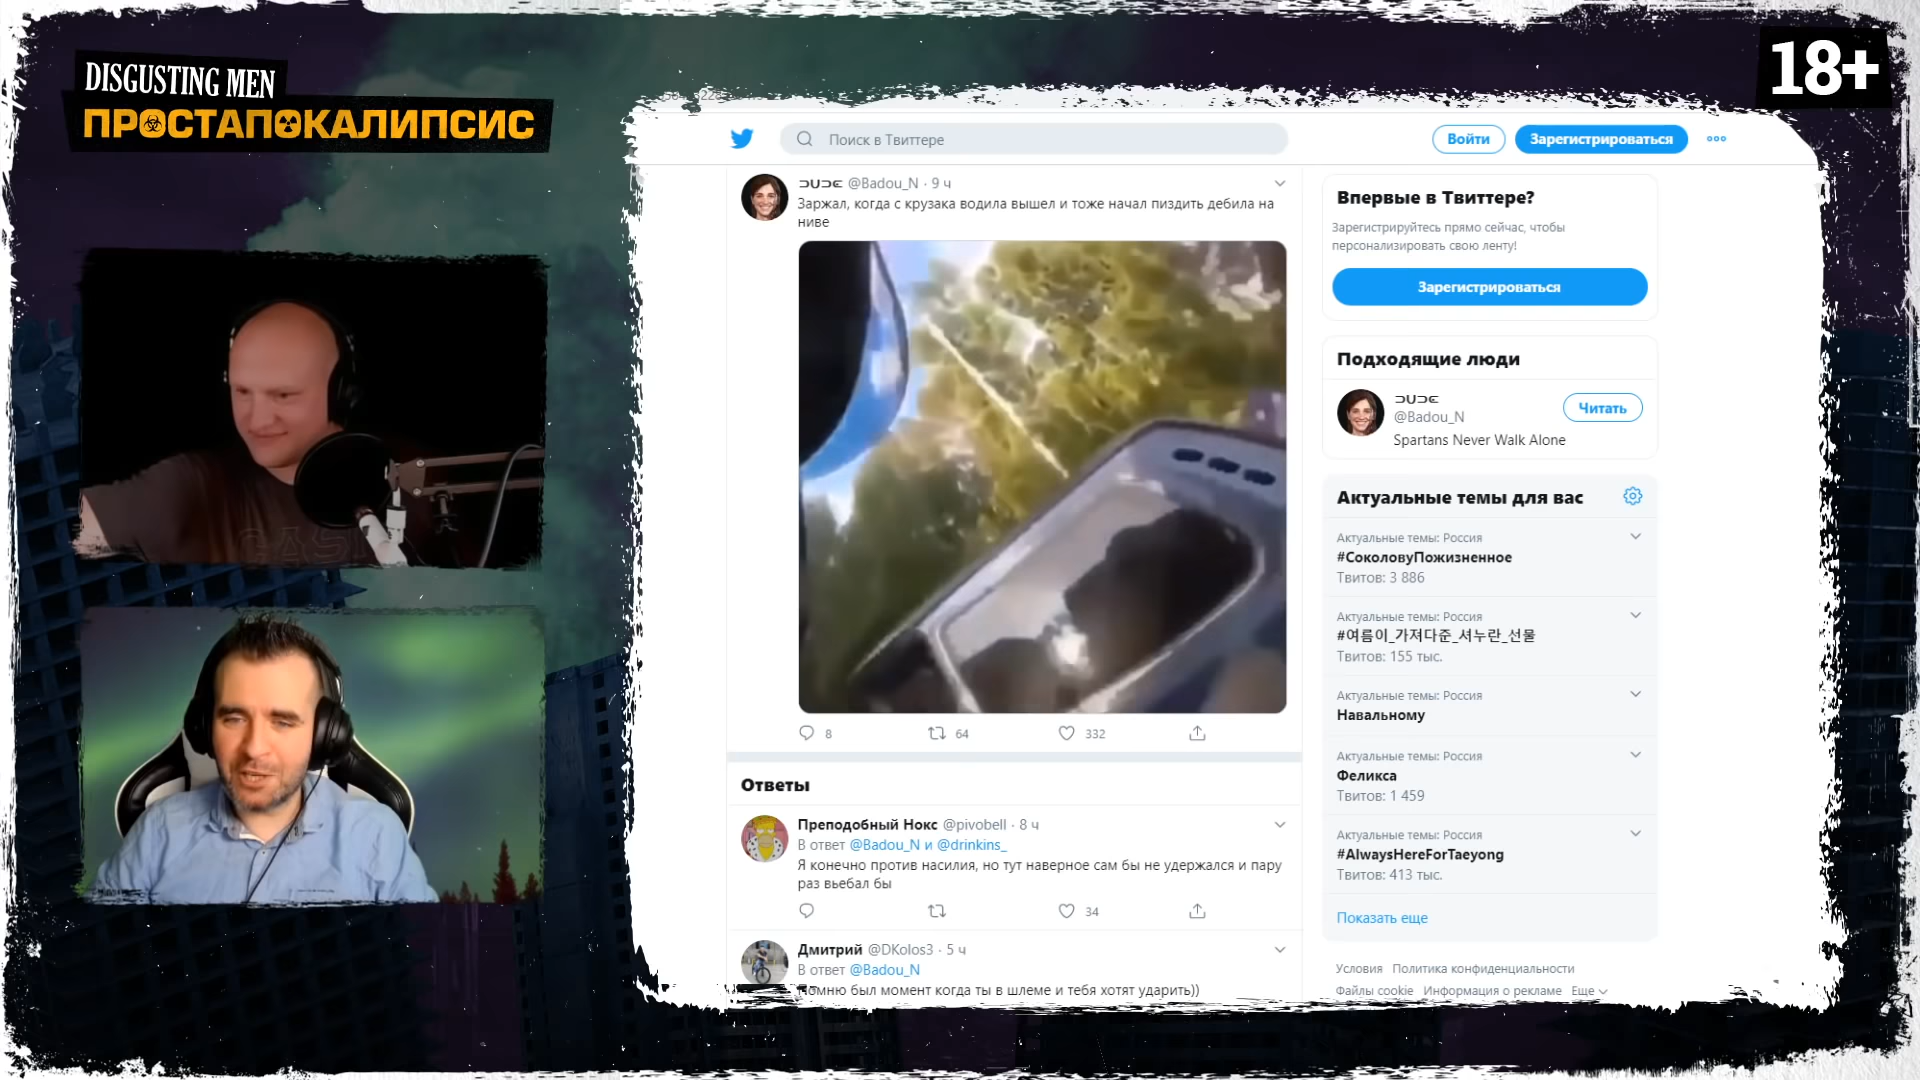 DISGUSTING MEN
ПРОСТАПОКАЛИПСИС
18+
Поиск в Твиттере
Войти
Зарегистрироваться
@Badou_N · 9 ч
Заржал, когда с крузака водила вышел и тоже начал пиздить дебила на
ниве
8
64
332
Ответы
Преподобный Нокс @pivobell · 8 ч
В ответ @Badou_N и @drinkins_
Я конечно против насилия, но тут наверное сам бы не удержался и пару
раз вьебал бы
34
Дмитрий @DKolos3 · 5 ч
В ответ @Badou_N
Помню был момент когда ты в шлеме и тебя хотят ударить))
Впервые в Твиттере?
Зарегистрируйтесь прямо сейчас, чтобы
персонализировать свою ленту!
Зарегистрироваться
Подходящие люди
@Badou_N
Читать
Spartans Never Walk Alone
Актуальные темы для вас
Актуальные темы: Россия
#СоколовуПожизненное
Твитов: 3 886
Актуальные темы: Россия
#여름이_가져다준_셔누란_선물
Твитов: 155 тыс.
Актуальные темы: Россия
Навальному
Актуальные темы: Россия
Феликса
Твитов: 1 459
Актуальные темы: Россия
#AlwaysHereForTaeyong
Твитов: 413 тыс.
Показать еще
Условия Политика конфиденциальности
Файлы cookie Информация о рекламе Еще